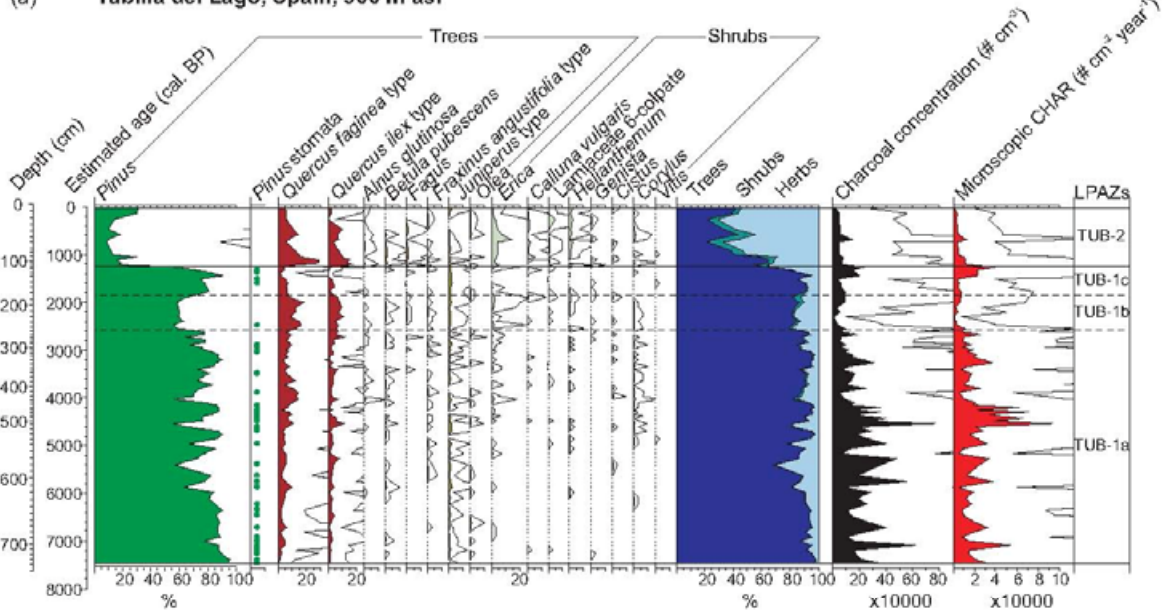 (a) Tubilla del Lago, Spain, 900 m asl
Trees
Shrubs
Depth (cm)
Estimated age (cal. BP)
Pinus
Pinus stomata
Quercus faginea type
Quercus ilex type
Alnus glutinosa
Betula pubescens
Fagus
Fraxinus angustifolia type
Juniperus type
Olea
Erica
Calluna vulgaris
Lamiaceae 6-colpate
Helianthemum
Genista
Cistus
Corylus
Vitis
Trees
Shrubs
Herbs
Charcoal concentration (# cm⁻³)
Microscopic CHAR (# cm⁻² year⁻¹)
LPAZs
0
100
200
300
400
500
600
700
0
1000
2000
3000
4000
5000
6000
7000
8000
TUB-2
TUB-1c
TUB-1b
TUB-1a
20 40 60 80 100
20
20
20
20 40 60 80 100
20 40 60 80
2 4 6 8 10
%
%
x10000
x10000